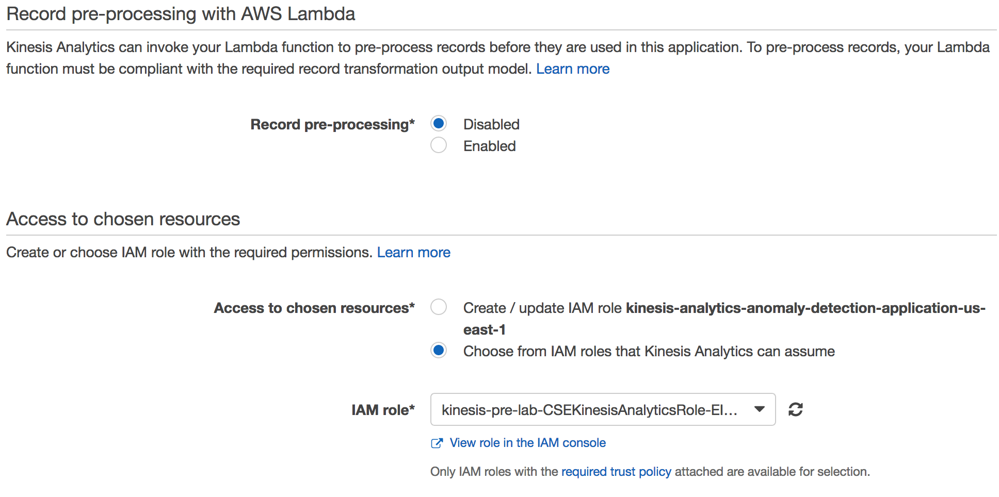 Record pre-processing with AWS Lambda
Kinesis Analytics can invoke your Lambda function to pre-process records before they are used in this application. To pre-process records, your Lambda
function must be compliant with the required record transformation output model. Learn more
Record pre-processing* Disabled
Enabled
Access to chosen resources
Create or choose IAM role with the required permissions. Learn more
Access to chosen resources* Create / update IAM role kinesis-analytics-anomaly-detection-application-us-
east-1
Choose from IAM roles that Kinesis Analytics can assume
IAM role* kinesis-pre-lab-CSEKinesisAnalyticsRole-EI...
View role in the IAM console
Only IAM roles with the required trust policy attached are available for selection.